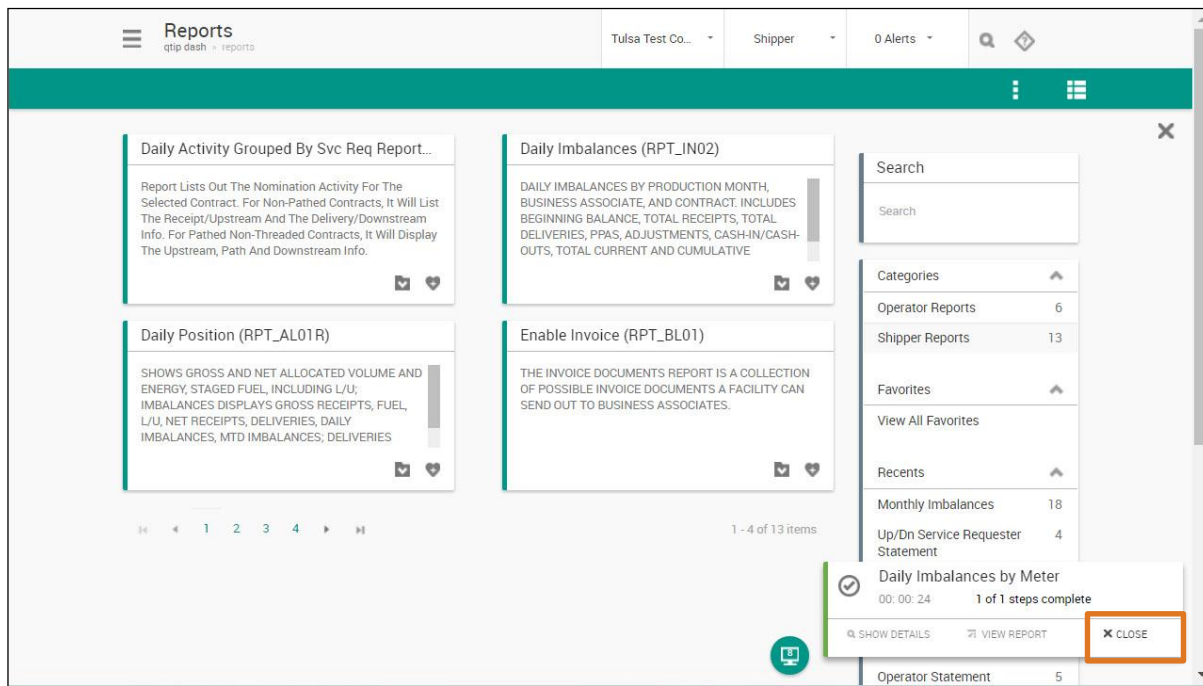 Reports
qtip dash » reports
Tulsa Test Co...
Shipper
0 Alerts
Daily Activity Grouped By Svc Req Report...
Report Lists Out The Nomination Activity For The
Selected Contract. For Non-Pathed Contracts, It Will List
The Receipt/Upstream And The Delivery/Downstream
Info. For Pathed Non-Threaded Contracts, It Will Display
The Upstream, Path And Downstream Info.
Daily Imbalances (RPT_IN02)
DAILY IMBALANCES BY PRODUCTION MONTH,
BUSINESS ASSOCIATE, AND CONTRACT. INCLUDES
BEGINNING BALANCE, TOTAL RECEIPTS, TOTAL
DELIVERIES, PPAS, ADJUSTMENTS, CASH-IN/CASH-
OUTS, TOTAL CURRENT AND CUMULATIVE
Daily Position (RPT_AL01R)
SHOWS GROSS AND NET ALLOCATED VOLUME AND
ENERGY, STAGED FUEL, INCLUDING L/U;
IMBALANCES DISPLAYS GROSS RECEIPTS, FUEL,
L/U, NET RECEIPTS, DELIVERIES, DAILY
IMBALANCES, MTD IMBALANCES; DELIVERIES
Enable Invoice (RPT_BL01)
THE INVOICE DOCUMENTS REPORT IS A COLLECTION
OF POSSIBLE INVOICE DOCUMENTS A FACILITY CAN
SEND OUT TO BUSINESS ASSOCIATES.
1 2 3 4
1 - 4 of 13 items
Search
Search
Categories
Operator Reports 6
Shipper Reports 13
Favorites
View All Favorites
Recents
Monthly Imbalances 18
Up/Dn Service Requester 4
Statement
Daily Imbalances by Meter
00: 00: 24 1 of 1 steps complete
SHOW DETAILS VIEW REPORT CLOSE
8
Operator Statement 5